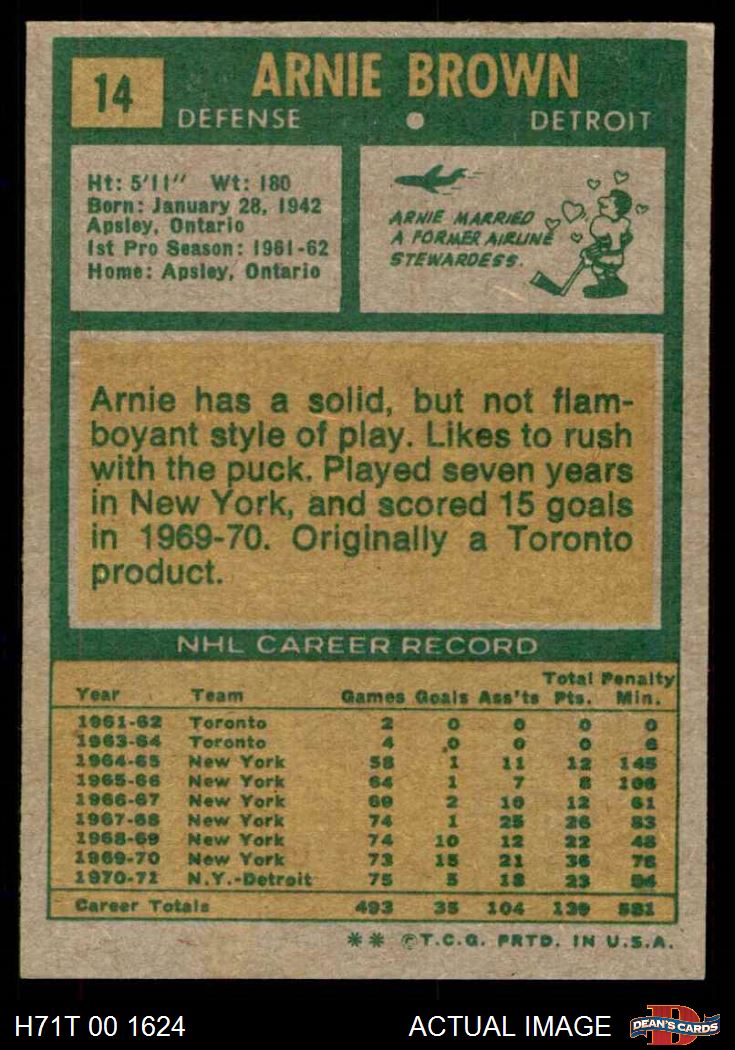 14
ARNIE BROWN
DEFENSE ● DETROIT
Ht: 5'11" Wt: 180
Born: January 28, 1942
Apsley, Ontario
1st Pro Season: 1961-62
Home: Apsley, Ontario
ARNIE MARRIED
A FORMER AIRLINE
STEWARDESS.
Arnie has a solid, but not flam-
boyant style of play. Likes to rush
with the puck. Played seven years
in New York, and scored 15 goals
in 1969-70. Originally a Toronto
product.
NHL CAREER RECORD
Year Team Games Goals Ass'ts Total Pts. Penalty Min.
1961-62 Toronto 2 0 0 0 0
1963-64 Toronto 4 0 0 0 6
1964-65 New York 58 1 11 12 145
1965-66 New York 64 1 7 8 106
1966-67 New York 69 2 10 12 61
1967-68 New York 74 1 25 26 83
1968-69 New York 74 10 12 22 48
1969-70 New York 73 15 21 36 78
1970-71 N.Y.-Detroit 75 5 18 23 54
Career Totals 493 35 104 139 581
** ©T.C.G. PRTD. IN U.S.A.
H71T 00 1624 ACTUAL IMAGE
D
DEAN'S CARDS